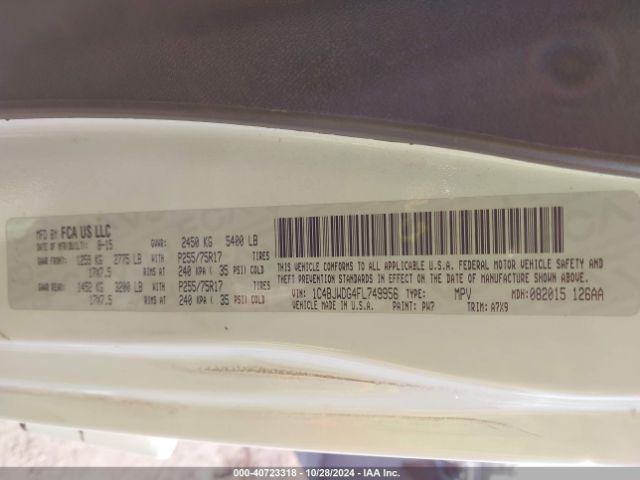 MFD BY FCA US LLC
DATE OF MFR(BUILT): 8-15 GVWR: 2450 KG 5400 LB
GAWR FRONT: 1259 KG 2775 LB WITH P255/75R17 TIRES
17X7.5 RIMS AT 240 KPA ( 35 PSI) COLD
GAWR REAR: 1452 KG 3200 LB WITH P255/75R17 TIRES
17X7.5 RIMS AT 240 KPA ( 35 PSI) COLD
THIS VEHICLE CONFORMS TO ALL APPLICABLE U.S.A. FEDERAL MOTOR VEHICLE SAFETY AND
THEFT PREVENTION STANDARDS IN EFFECT ON THE DATE OF MANUFACTURE SHOWN ABOVE.
VIN: 1C4BJWDG4FL749956 TYPE: MPV MDH: 082015 126AA
VEHICLE MADE IN U.S.A. PAINT: PW7 TRIM: A7X9
000-40723318 | 10/28/2024 | IAA Inc.